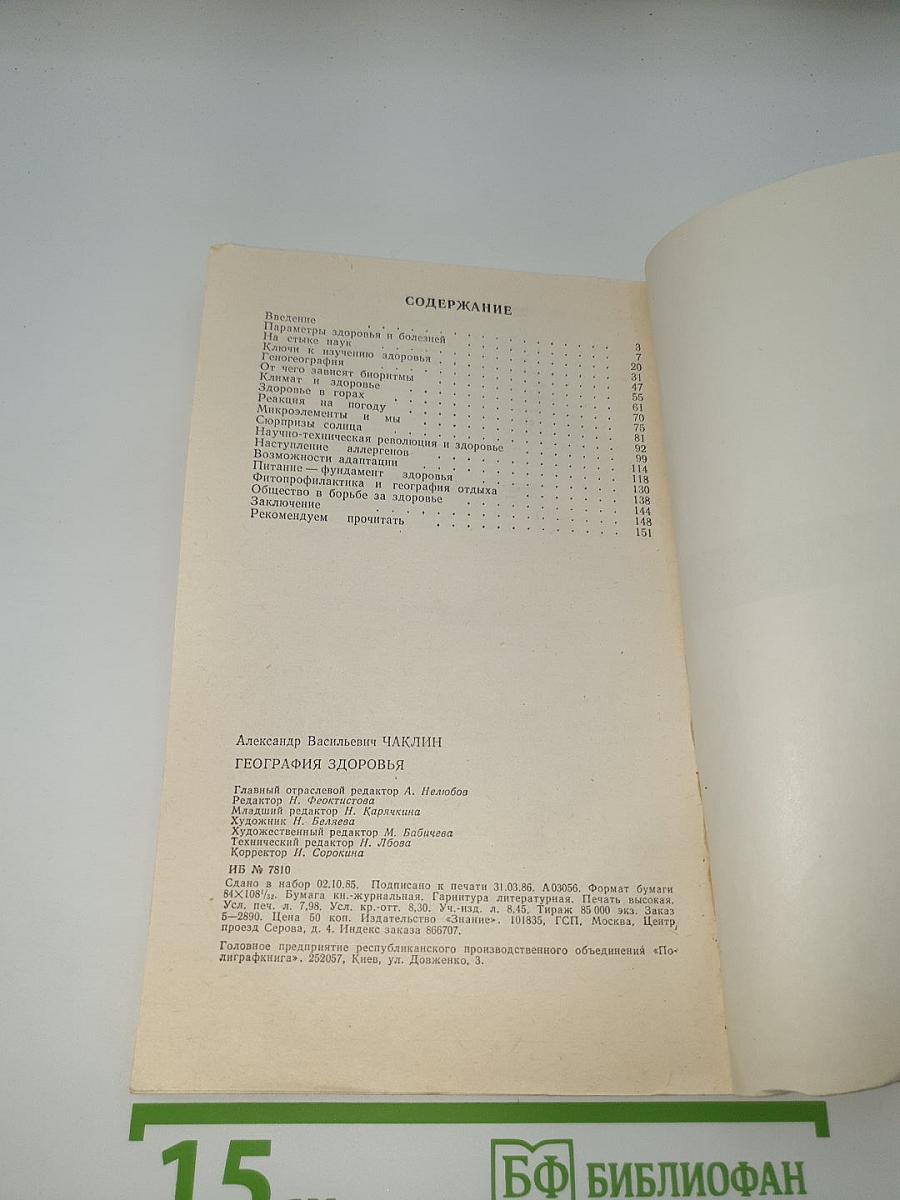 СОДЕРЖАНИЕ
Введение . . . . . . . . . . 3
Параметры здоровья и болезней . . . . . . . . 7
На стыке наук . . . . . . . . . . 20
Ключи к изучению здоровья . . . . . . . . 31
Геногеография . . . . . . . . . . 47
От чего зависят биоритмы . . . . . . . . 55
Климат и здоровье . . . . . . . . . 61
Здоровье в горах . . . . . . . . . 70
Реакция на погоду . . . . . . . . . 75
Микроэлементы и мы . . . . . . . . . 81
Сюрпризы солнца . . . . . . . . . 92
Научно-техническая революция и здоровье . . . . . 99
Наступление аллергенов . . . . . . . . 114
Возможности адаптации . . . . . . . . 118
Питание — фундамент здоровья . . . . . . . 130
Фитопрофилактика и география отдыха . . . . . 138
Общество в борьбе за здоровье . . . . . . . 144
Заключение . . . . . . . . . . 148
Рекомендуем прочитать . . . . . . . . 151
Александр Васильевич ЧАКЛИН
ГЕОГРАФИЯ ЗДОРОВЬЯ
Главный отраслевой редактор А. Нелюбов
Редактор Н. Феоктистова
Младший редактор Н. Карячкина
Художник Н. Беляева
Художественный редактор М. Бабичева
Технический редактор Н. Лбова
Корректор Н. Сорокина
ИБ № 7810
Сдано в набор 02.10.85. Подписано к печати 31.03.86. А03056. Формат бумаги
84×108¹/₃₂. Бумага кн.-журнальная. Гарнитура литературная. Печать высокая.
Усл. печ. л. 7,98. Усл. кр.-отт. 8,30. Уч.-изд. л. 8,45. Тираж 85 000 экз. Заказ
5—2890. Цена 50 коп. Издательство «Знание». 101835, ГСП, Москва, Центр,
проезд Серова, д. 4. Индекс заказа 866707.
Головное предприятие республиканского производственного объединения «По-
лиграфкнига». 252057, Киев, ул. Довженко, 3.
15
БФ БИБЛИОФАН